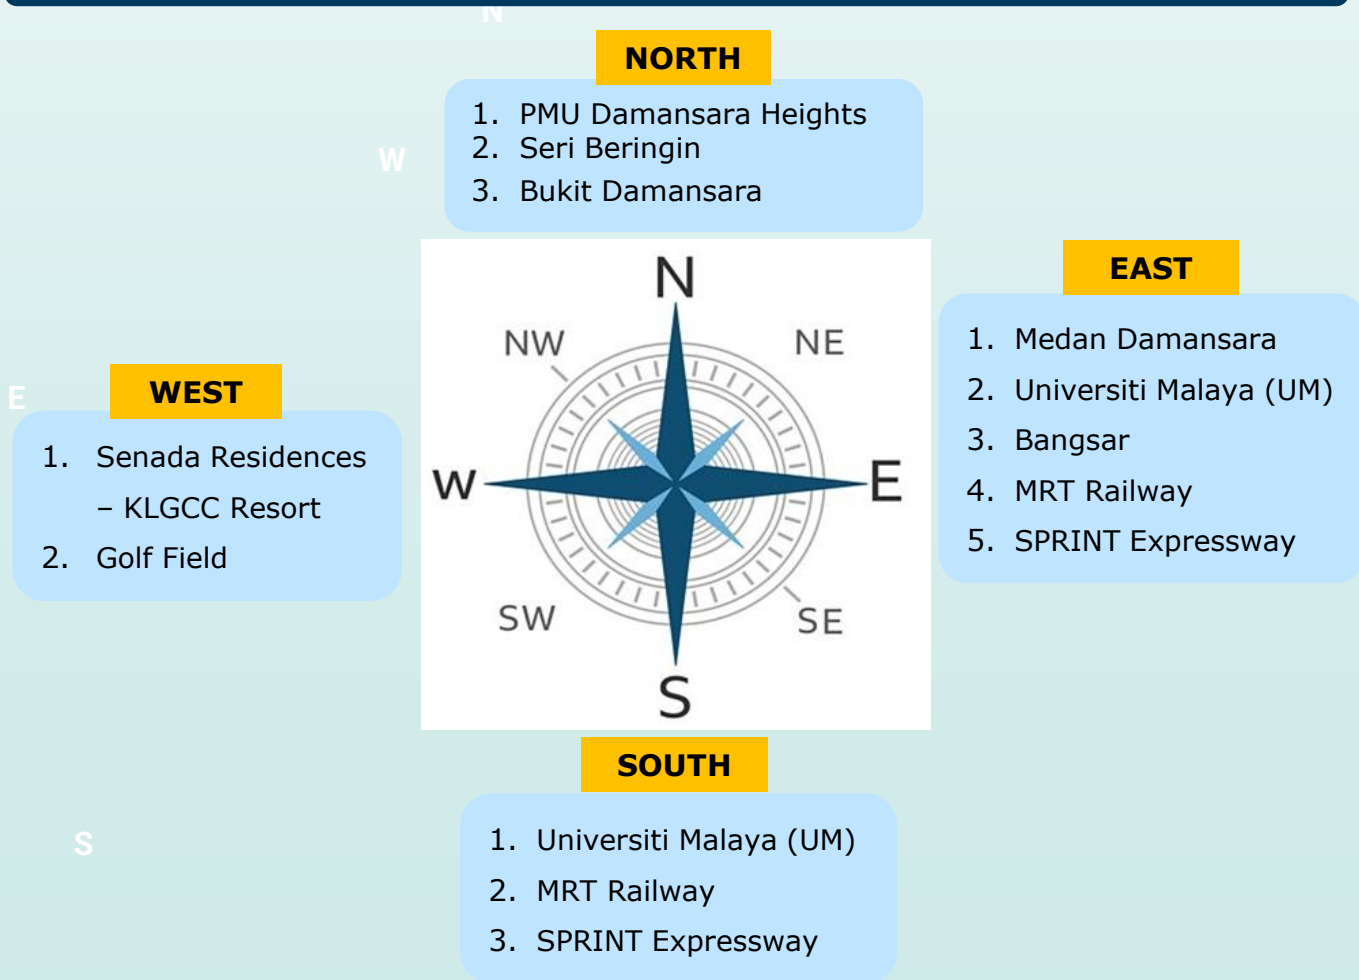 N
NORTH
1. PMU Damansara Heights
2. Seri Beringin
3. Bukit Damansara
W
EAST
1. Medan Damansara
2. Universiti Malaya (UM)
3. Bangsar
4. MRT Railway
5. SPRINT Expressway
N
NW
NE
W
E
SW
SE
S
E
WEST
1. Senada Residences
– KLGCC Resort
2. Golf Field
SOUTH
1. Universiti Malaya (UM)
2. MRT Railway
3. SPRINT Expressway
S